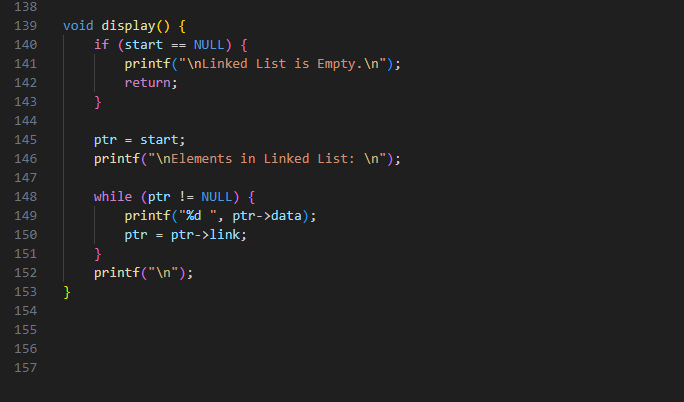 138
139 void display() {
140     if (start == NULL) {
141         printf("\nLinked List is Empty.\n");
142         return;
143     }
144
145     ptr = start;
146     printf("\nElements in Linked List: \n");
147
148     while (ptr != NULL) {
149         printf("%d ", ptr->data);
150         ptr = ptr->link;
151     }
152     printf("\n");
153 }
154
155
156
157